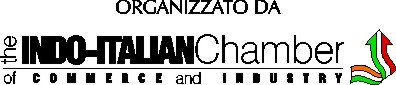 ORGANIZZATO DA
the INDO-ITALIAN Chamber
of COMMERCE and INDUSTRY